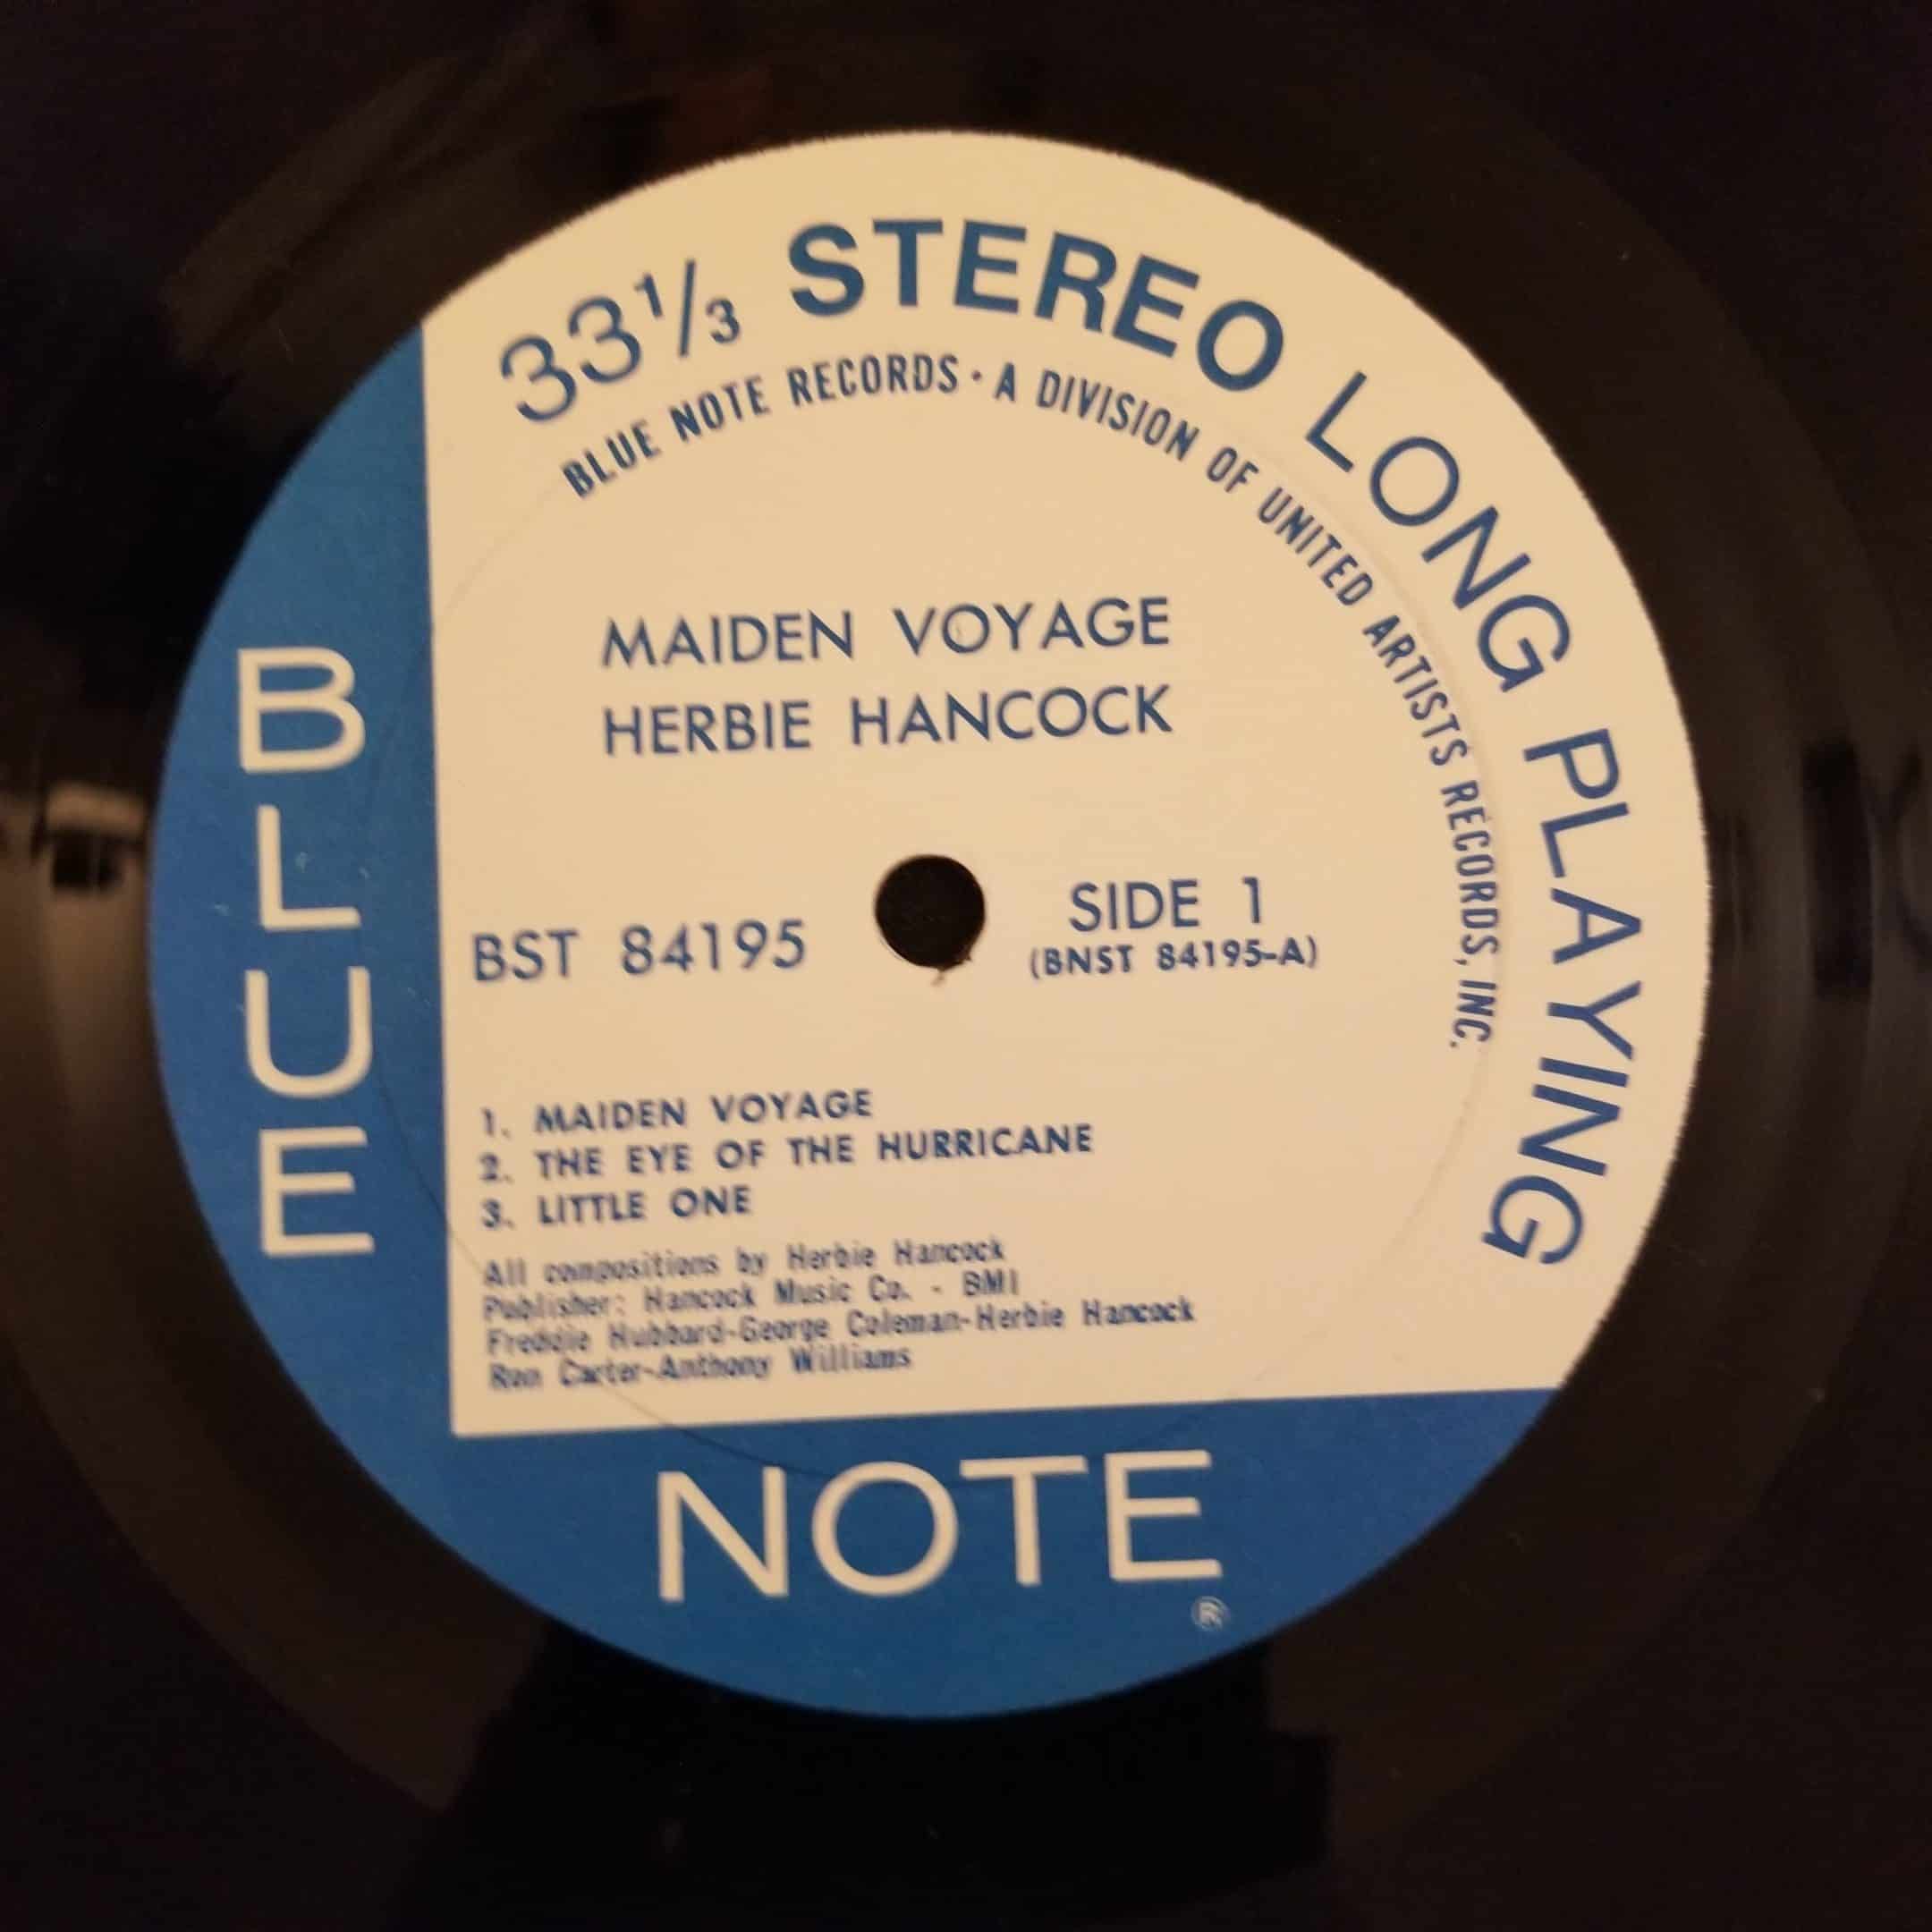 33⅓ STEREO LONG PLAYING
BLUE NOTE RECORDS · A DIVISION OF UNITED ARTISTS RECORDS, INC.
MAIDEN VOYAGE
HERBIE HANCOCK
BST 84195
SIDE 1
(BNST 84195-A)
1. MAIDEN VOYAGE
2. THE EYE OF THE HURRICANE
3. LITTLE ONE
All compositions by Herbie Hancock
Publisher: Hancock Music Co. - BMI
Freddie Hubbard-George Coleman-Herbie Hancock
Ron Carter-Anthony Williams
BLUE
NOTE®